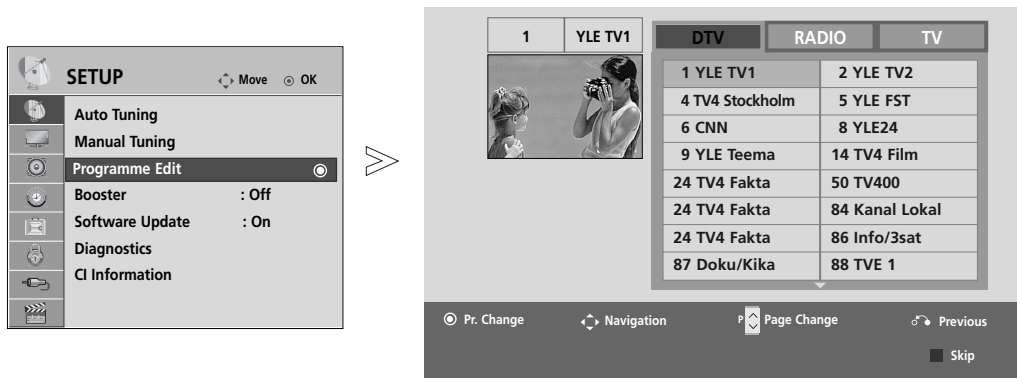 SETUP Move OK
Auto Tuning
Manual Tuning
Programme Edit
Booster : Off
Software Update : On
Diagnostics
CI Information
1 YLE TV1
DTV RADIO TV
1 YLE TV1 2 YLE TV2
4 TV4 Stockholm 5 YLE FST
6 CNN 8 YLE24
9 YLE Teema 14 TV4 Film
24 TV4 Fakta 50 TV400
24 TV4 Fakta 84 Kanal Lokal
24 TV4 Fakta 86 Info/3sat
87 Doku/Kika 88 TVE 1
Pr. Change Navigation P Page Change Previous
Skip